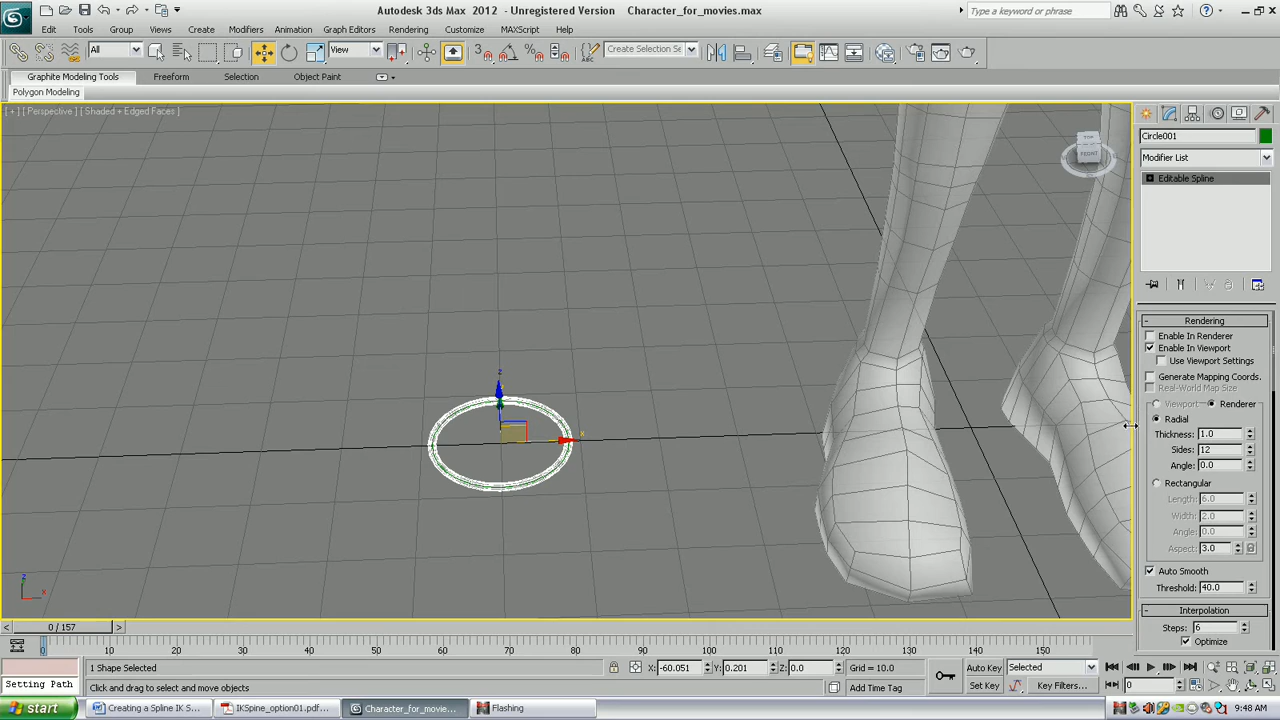 Autodesk 3ds Max 2012 - Unregistered Version Character_for_movies.max
Type a keyword or phrase
Edit Tools Group Views Create Modifiers Animation Graph Editors Rendering Customize MAXScript Help
All View Create Selection Se
Graphite Modeling Tools Freeform Selection Object Paint
Polygon Modeling
[ + ] [ Perspective ] [ Shaded + Edged Faces ]
TOP
FRONT
Circle001
Modifier List
Editable Spline
Rendering
Enable In Renderer
Enable In Viewport
Use Viewport Settings
Generate Mapping Coords.
Real-World Map Size
Viewport Renderer
Radial
Thickness: 1.0
Sides: 12
Angle: 0.0
Rectangular
Length: 6.0
Width: 2.0
Angle: 0.0
Aspect: 3.0
Auto Smooth
Threshold: 40.0
Interpolation
Steps: 6
Optimize
z
x
z
x
0 / 157
0 10 20 30 40 50 60 70 80 90 100 110 120 130 140 150
1 Shape Selected X: -60.051 Y: 0.201 Z: 0.0 Grid = 10.0 Auto Key Selected
Setting Path Click and drag to select and move objects Add Time Tag Set Key Key Filters... 0
start Creating a Spline IK S... IKSpine_option01.pdf... Character_for_movie... Flashing 9:48 AM